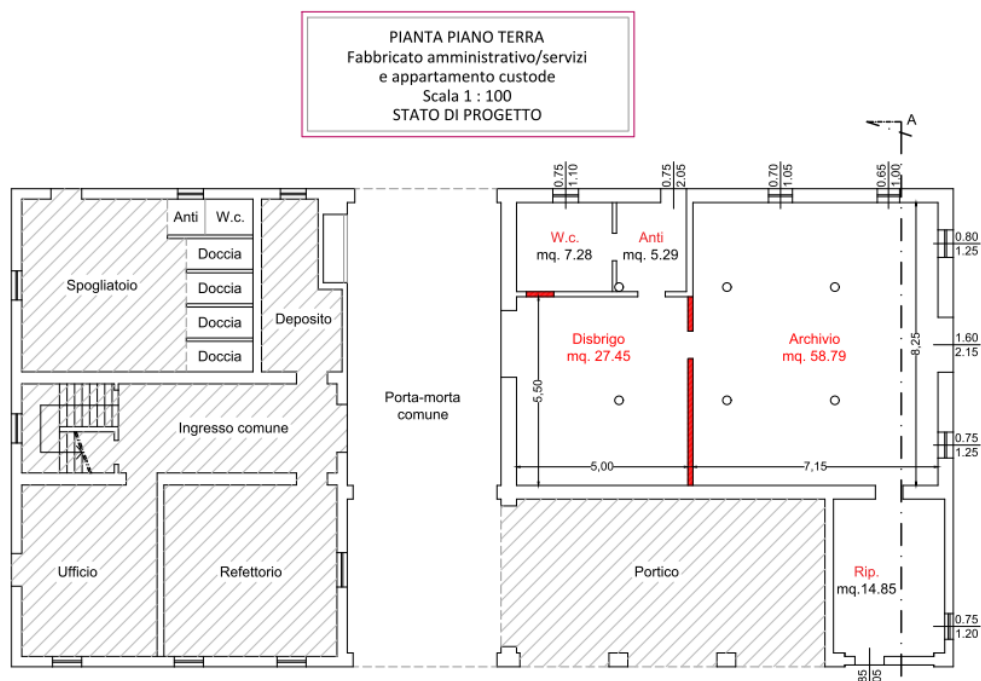 PIANTA PIANO TERRA
Fabbricato amministrativo/servizi
e appartamento custode
Scala 1 : 100
STATO DI PROGETTO
A
0.75
1.10
0.75
2.05
0.70
1.05
0.65
1.00
Anti
W.c.
W.c.
mq. 7.28
Anti
mq. 5.29
0.80
1.25
Doccia
Doccia
Doccia
Doccia
Spogliatoio
Deposito
Disbrigo
mq. 27.45
Archivio
mq. 58.79
1.60
2.15
8,25
5,50
Porta-morta
comune
Ingresso comune
0.75
1.25
5,00
7,15
Ufficio
Refettorio
Portico
Rip.
mq.14.85
0.75
1.20